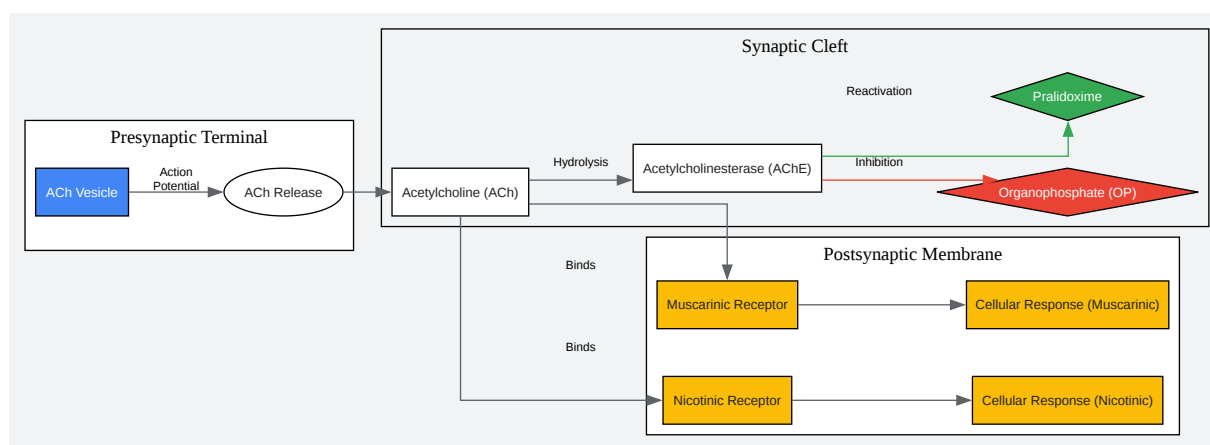 Synaptic Cleft
Reactivation
Pralidoxime
Presynaptic Terminal
ACh Vesicle
Action
Potential
ACh Release
Acetylcholine (ACh)
Hydrolysis
Acetylcholinesterase (AChE)
Inhibition
Organophosphate (OP)
Postsynaptic Membrane
Binds
Muscarinic Receptor
Cellular Response (Muscarinic)
Binds
Nicotinic Receptor
Cellular Response (Nicotinic)